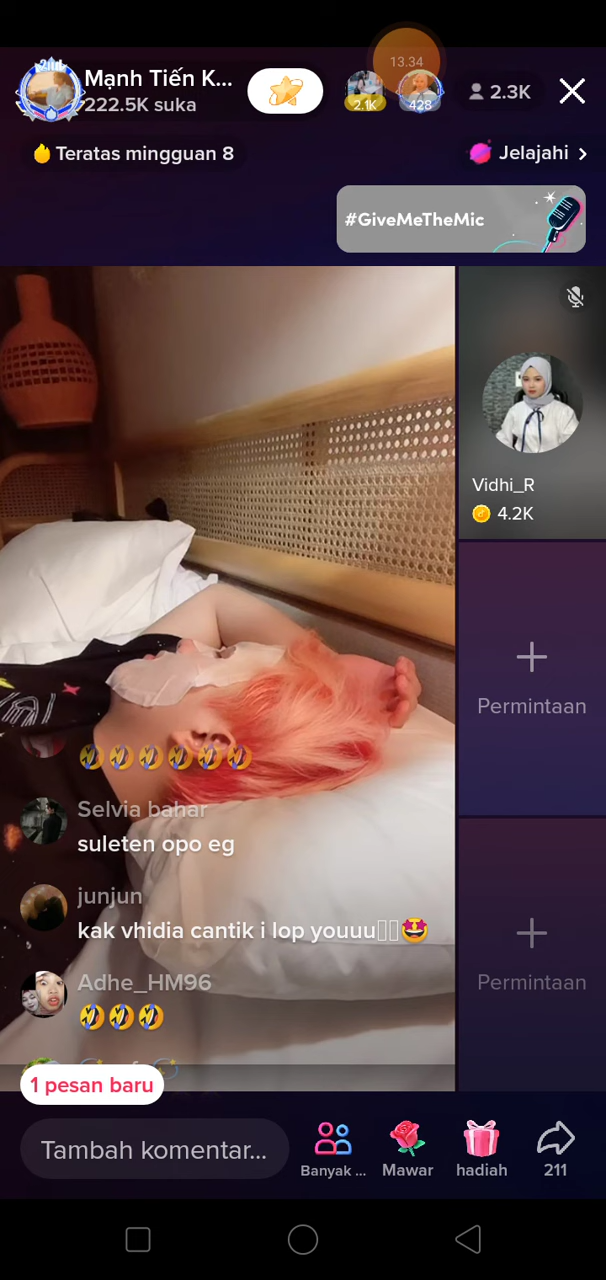 13.34
Mạnh Tiến K...
222.5K suka
2.1K
428
2.3K
Teratas mingguan 8
Jelajahi
#GiveMeTheMic
Vidhi_R
4.2K
Permintaan
🤣🤣🤣🤣🤣🤣
Selvia bahar
suleten opo eg
junjun
kak vhidia cantik i lop youuu▯▯🤩
Adhe_HM96
🤣🤣🤣
Permintaan
1 pesan baru
Tambah komentar...
Banyak ...
Mawar
hadiah
211